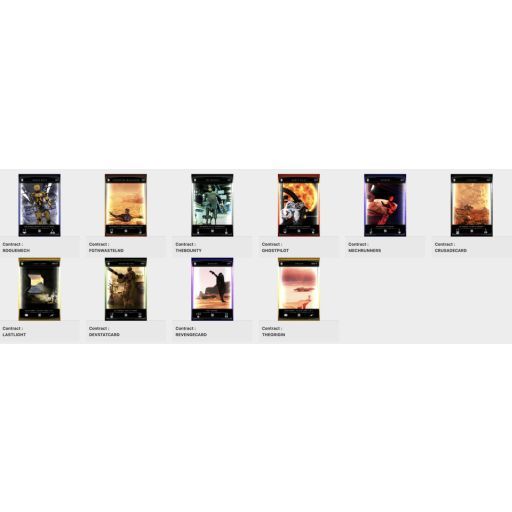 Contract :
ROGUEMECH
Contract :
FGTNWASTELND
Contract :
THEBOUNTY
Contract :
GHOSTPILOT
Contract :
MECHRUNNERS
Contract :
CRUSADECARD
Contract :
LASTLIGHT
Contract :
DEVSTATCARD
Contract :
REVENGECARD
Contract :
THEORIGIN